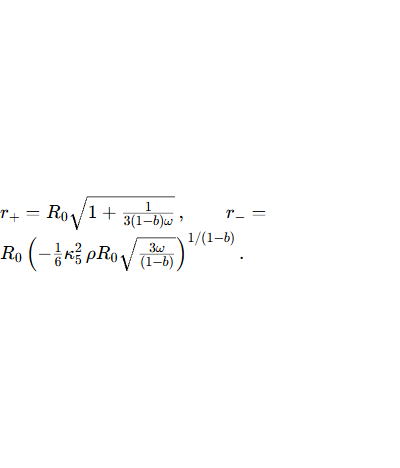 r₊ = R₀√(1 + 1/(3(1−b)ω)) ,  r₋ =
R₀ (−1/6 κ₅² ρR₀√(3ω/(1−b)))^(1/(1−b)) .